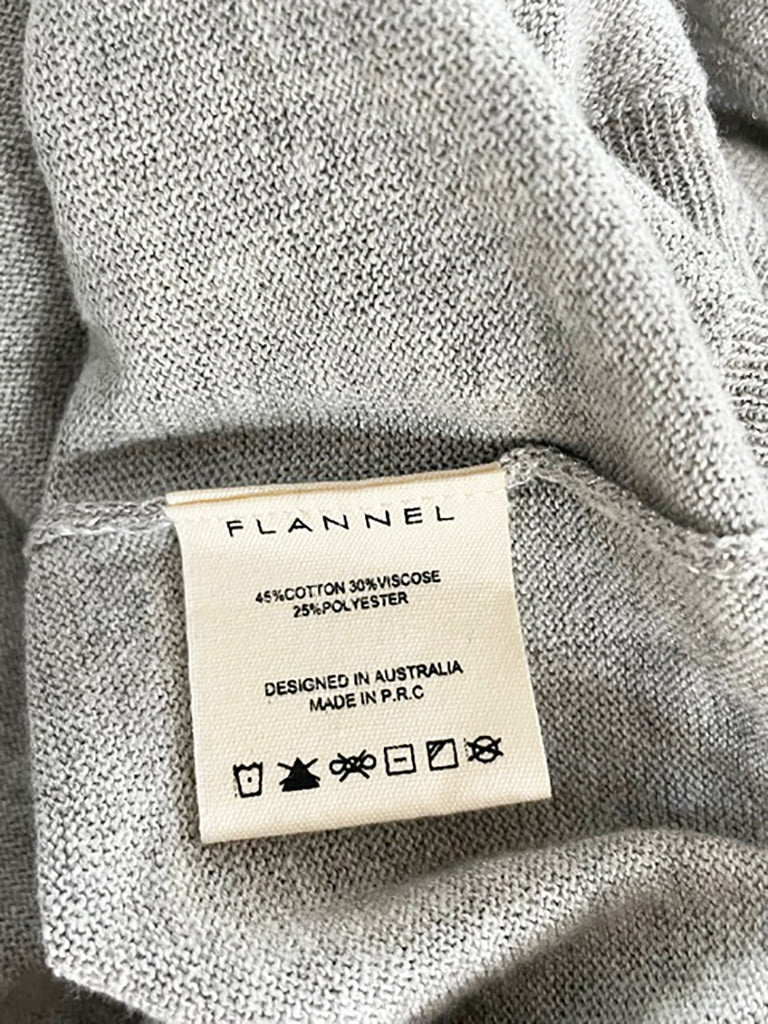 FLANNEL
45%COTTON 30%VISCOSE
25%POLYESTER
DESIGNED IN AUSTRALIA
MADE IN P.R.C